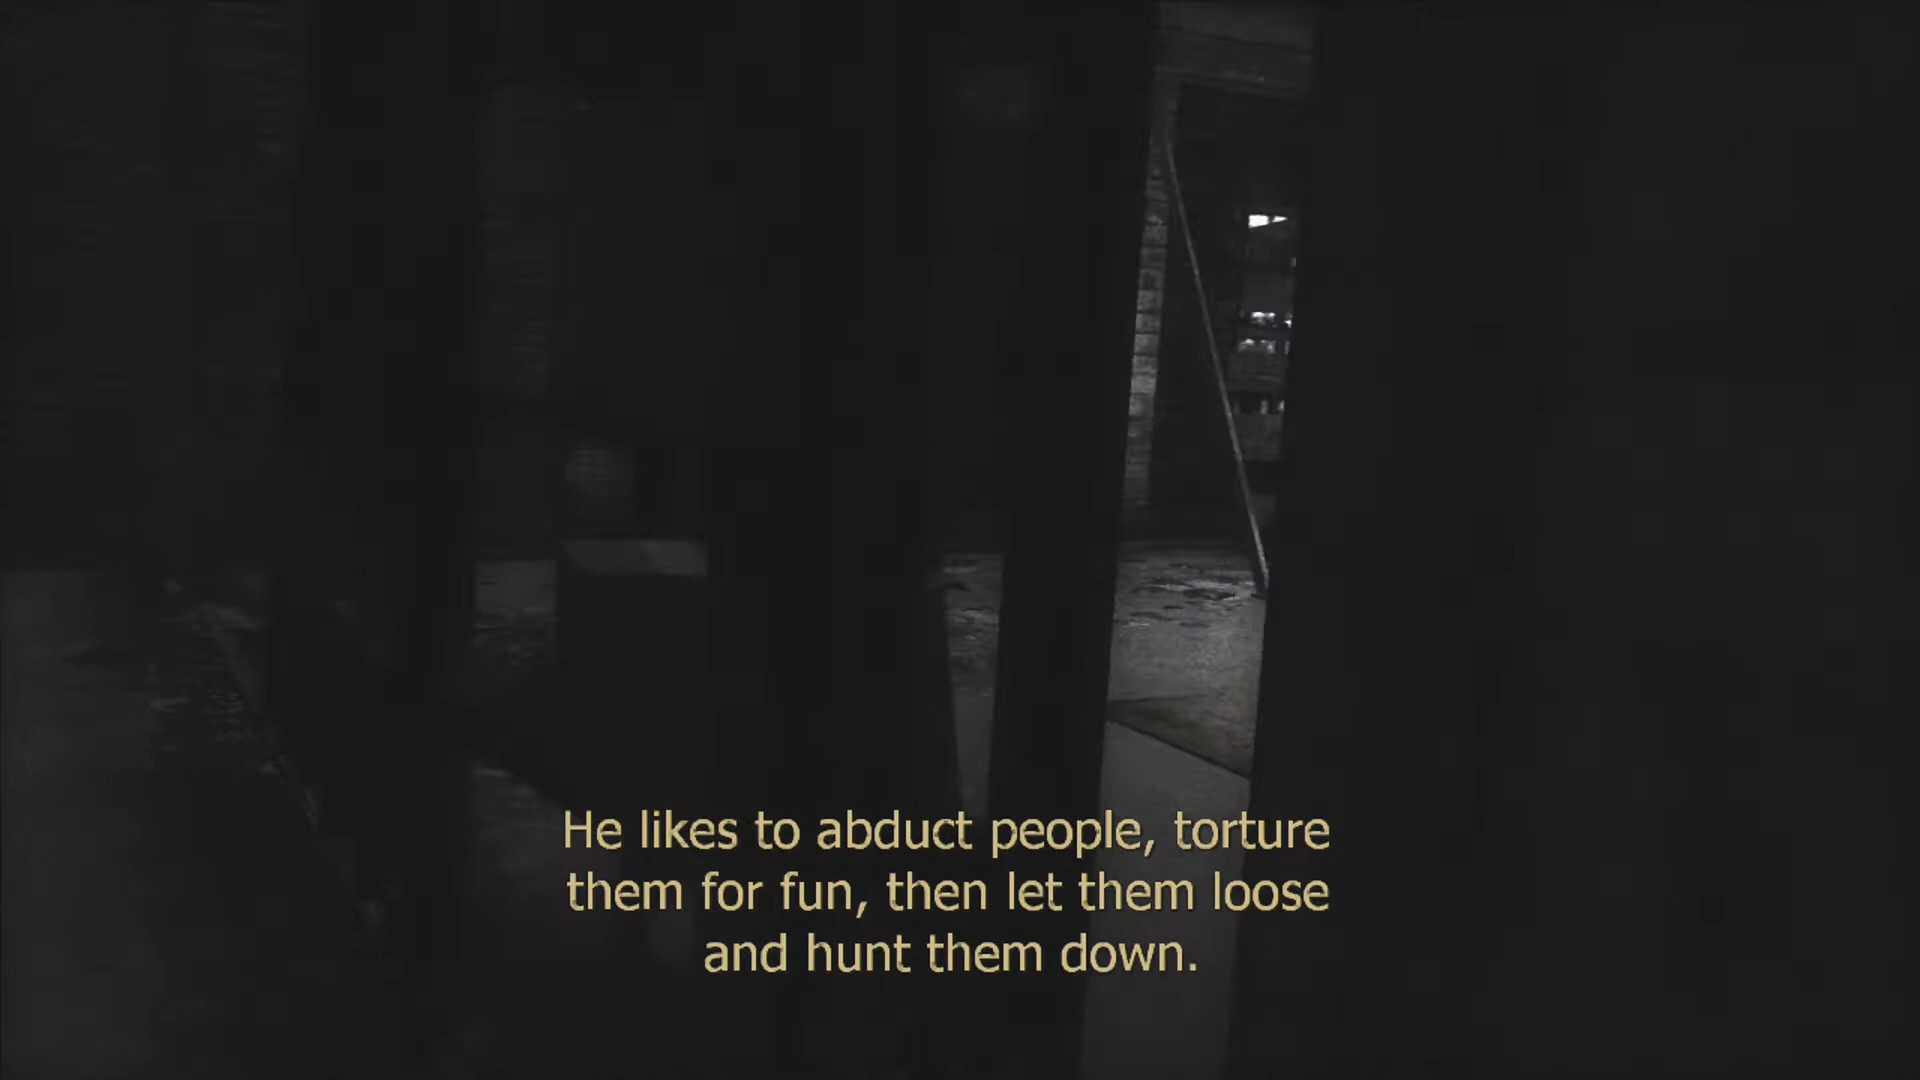 He likes to abduct people, torture
them for fun, then let them loose
and hunt them down.